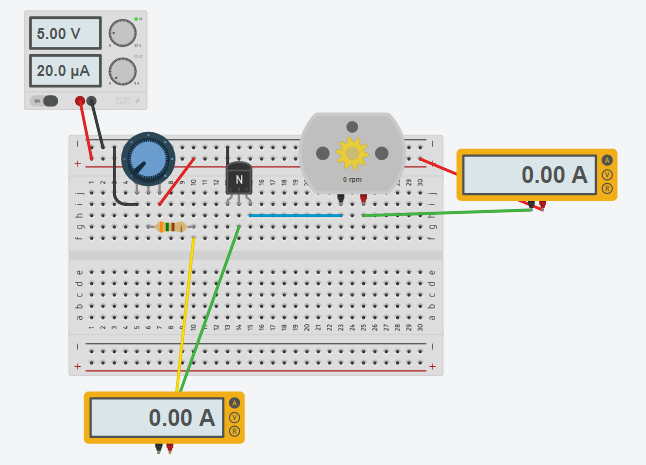 5.00 V
20.0 µA
0.00 A
A
V
R
N
0 rpm
− −
+ +
1 2 3 4 5 6 7 8 9 10 11 12 13 14 15 16 17 18 19 20 21 22 23 24 25 26 27 28 29 30
j j
i i
h h
g g
f f
e e
d d
c c
b b
a a
1 2 3 4 5 6 7 8 9 10 11 12 13 14 15 16 17 18 19 20 21 22 23 24 25 26 27 28 29 30
− −
+ +
0.00 A
A
V
R